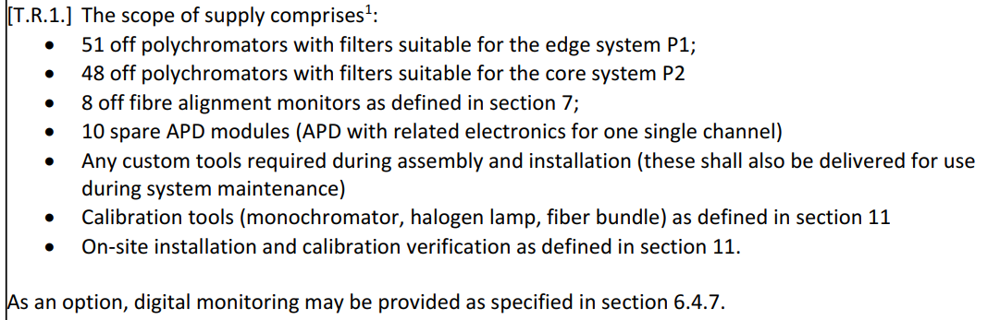 [T.R.1.] The scope of supply comprises¹:
• 51 off polychromators with filters suitable for the edge system P1;
• 48 off polychromators with filters suitable for the core system P2
• 8 off fibre alignment monitors as defined in section 7;
• 10 spare APD modules (APD with related electronics for one single channel)
• Any custom tools required during assembly and installation (these shall also be delivered for use
during system maintenance)
• Calibration tools (monochromator, halogen lamp, fiber bundle) as defined in section 11
• On-site installation and calibration verification as defined in section 11.
As an option, digital monitoring may be provided as specified in section 6.4.7.